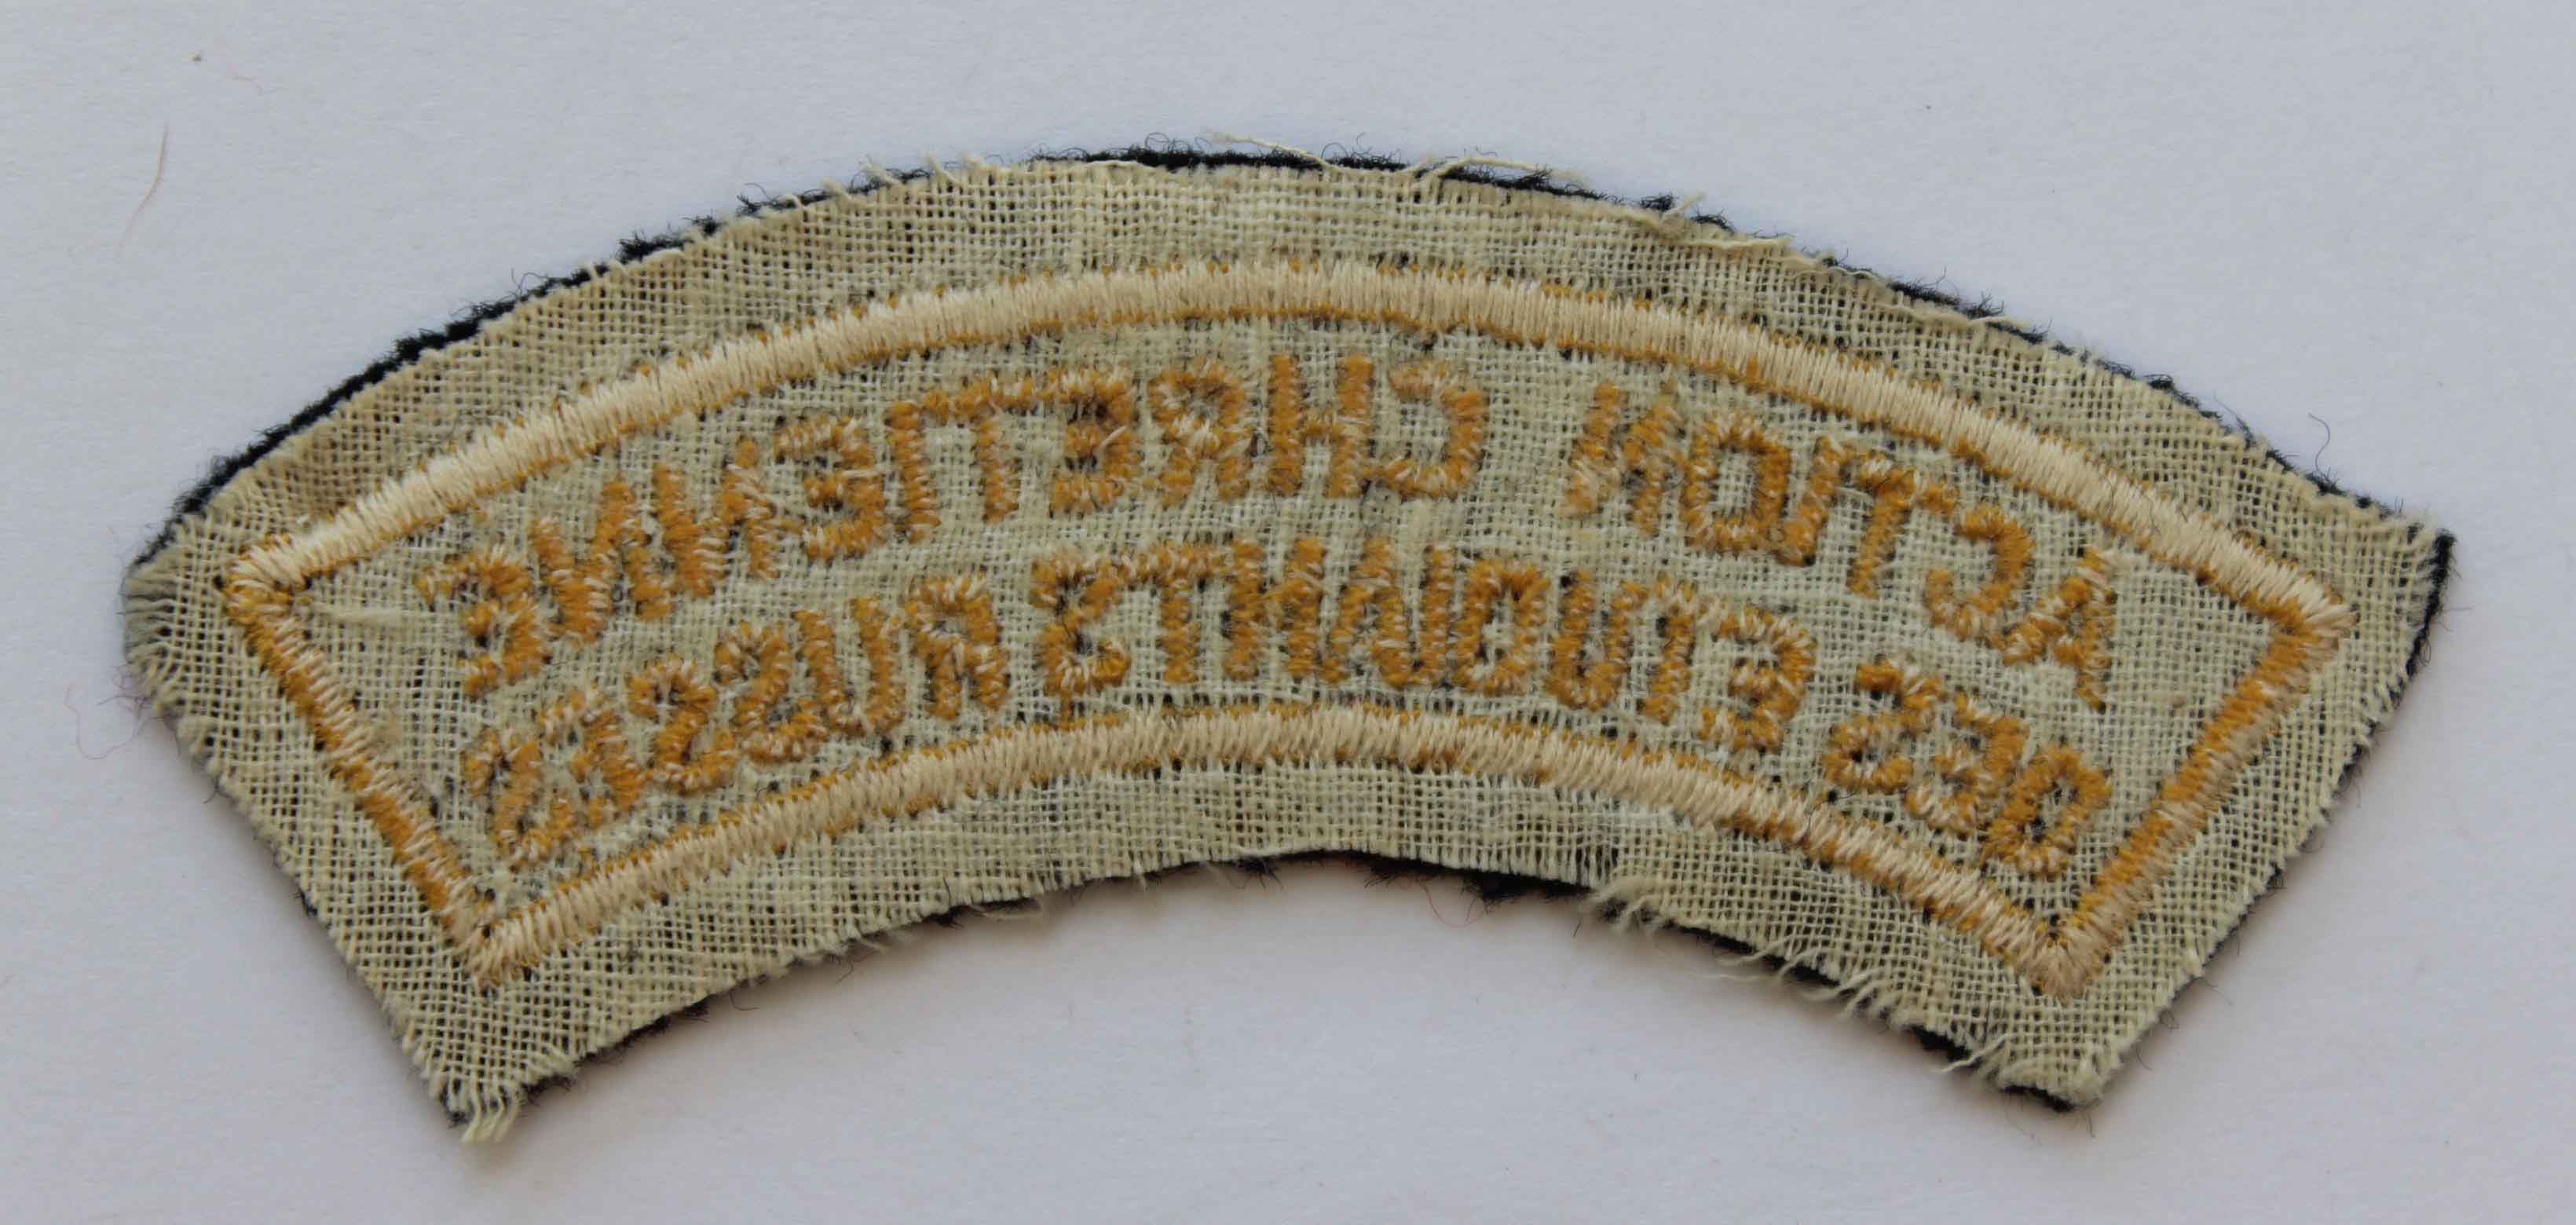 ACTION CHRETIENNE
DES ETUDIANTS RUSSES